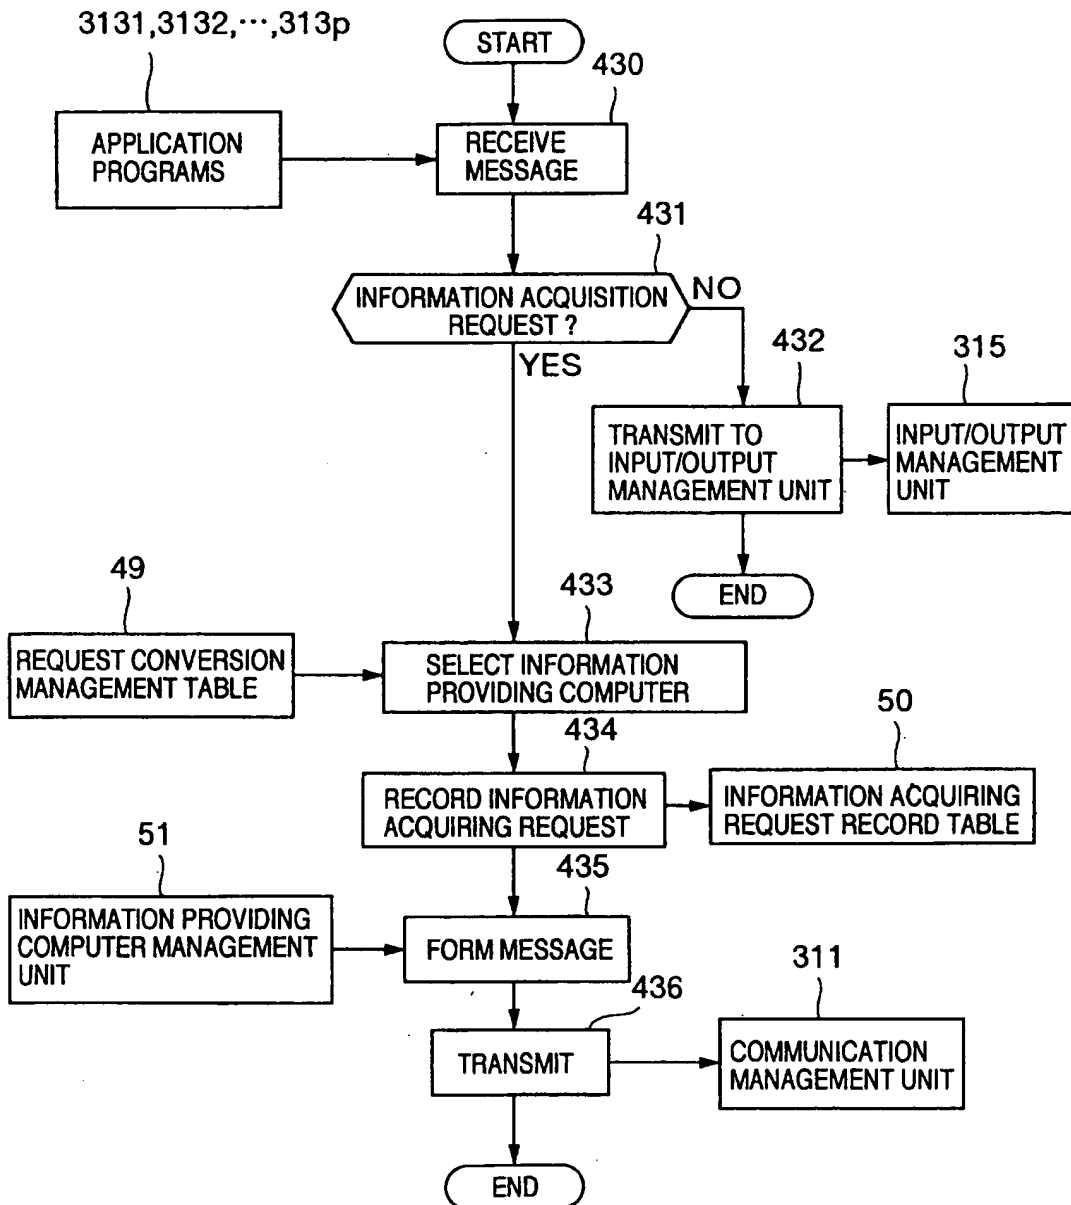 3131,3132,···,313p
START
430
APPLICATION
PROGRAMS
RECEIVE
MESSAGE
431
INFORMATION ACQUISITION
REQUEST ?
NO
YES
432
315
TRANSMIT TO
INPUT/OUTPUT
MANAGEMENT UNIT
INPUT/OUTPUT
MANAGEMENT
UNIT
END
49
433
REQUEST CONVERSION
MANAGEMENT TABLE
SELECT INFORMATION
PROVIDING COMPUTER
434
50
RECORD INFORMATION
ACQUIRING REQUEST
INFORMATION ACQUIRING
REQUEST RECORD TABLE
51
435
INFORMATION PROVIDING
COMPUTER MANAGEMENT
UNIT
FORM MESSAGE
436
311
TRANSMIT
COMMUNICATION
MANAGEMENT UNIT
END